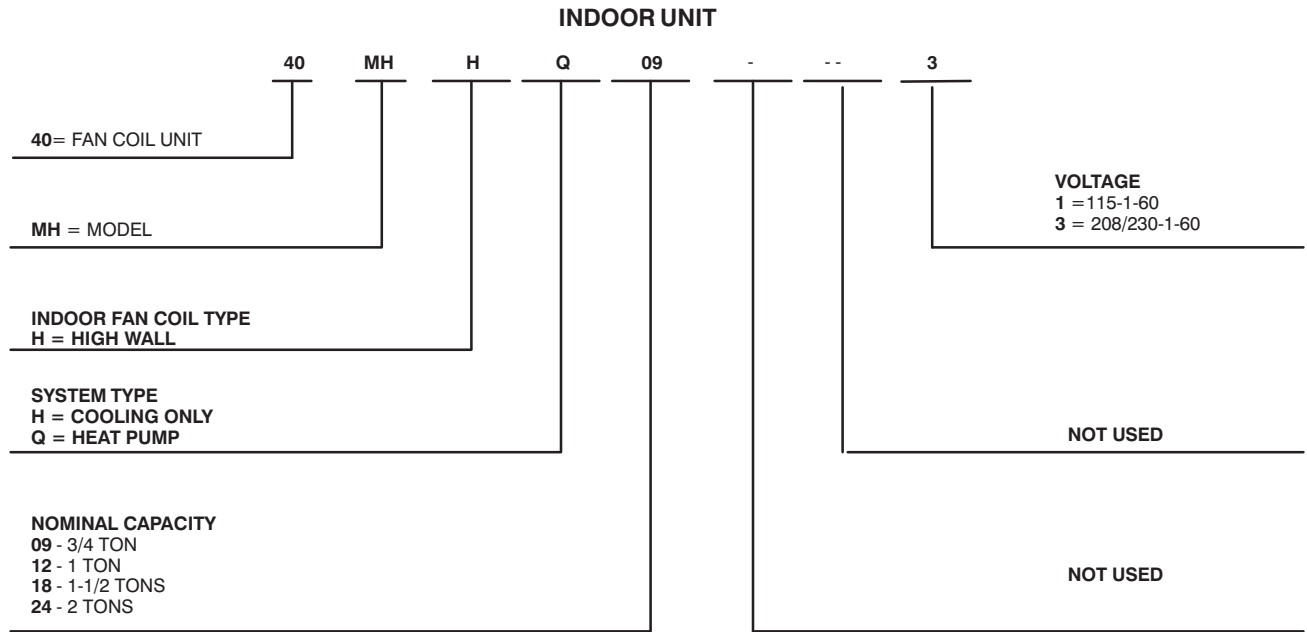 INDOOR UNIT
40 MH H Q 09 - - - 3
40= FAN COIL UNIT
VOLTAGE
1 =115-1-60
3 = 208/230-1-60
MH = MODEL
INDOOR FAN COIL TYPE
H = HIGH WALL
SYSTEM TYPE
H = COOLING ONLY
Q = HEAT PUMP
NOT USED
NOMINAL CAPACITY
09 - 3/4 TON
12 - 1 TON
18 - 1-1/2 TONS
24 - 2 TONS
NOT USED